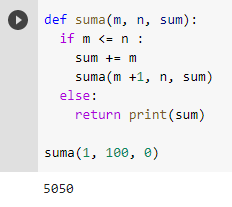 def suma(m, n, sum):
  if m <= n :
    sum += m
    suma(m +1, n, sum)
  else:
    return print(sum)

suma(1, 100, 0)
5050